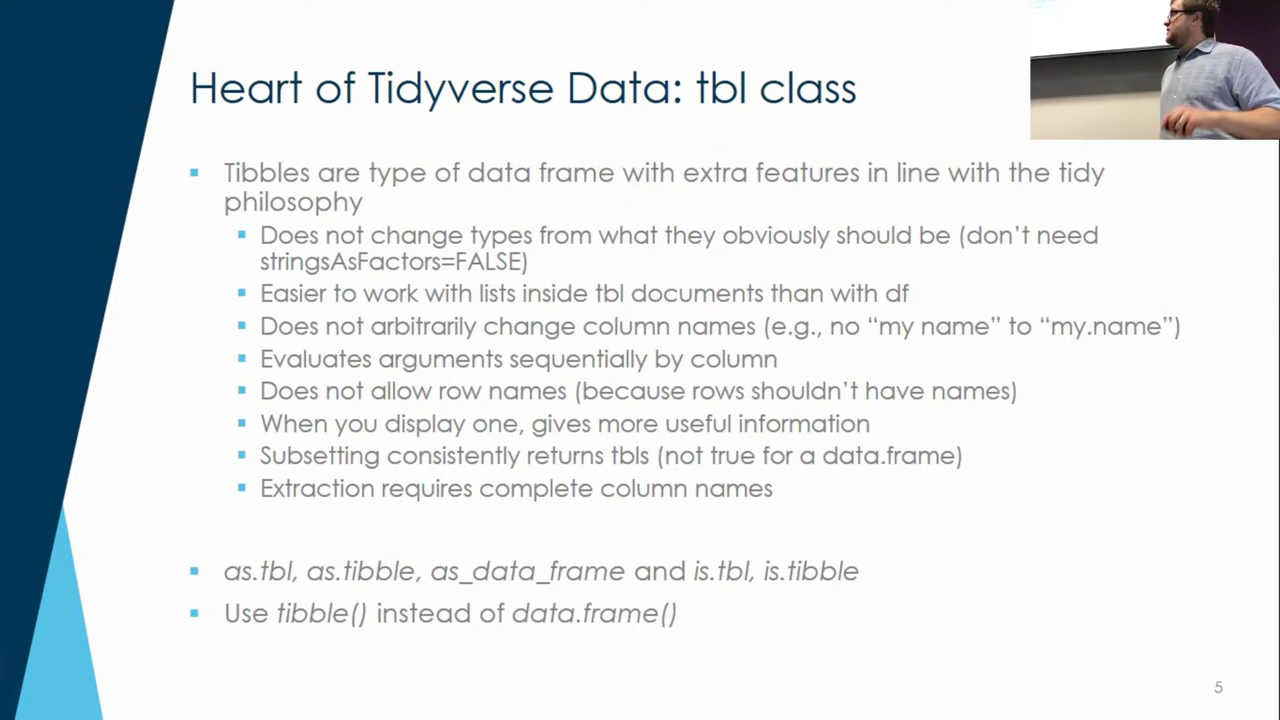 Heart of Tidyverse Data: tbl class
Tibbles are type of data frame with extra features in line with the tidy
philosophy
Does not change types from what they obviously should be (don’t need
stringsAsFactors=FALSE)
Easier to work with lists inside tbl documents than with df
Does not arbitrarily change column names (e.g., no “my name” to “my.name”)
Evaluates arguments sequentially by column
Does not allow row names (because rows shouldn’t have names)
When you display one, gives more useful information
Subsetting consistently returns tbls (not true for a data.frame)
Extraction requires complete column names
as.tbl, as.tibble, as_data_frame and is.tbl, is.tibble
Use tibble() instead of data.frame()
5